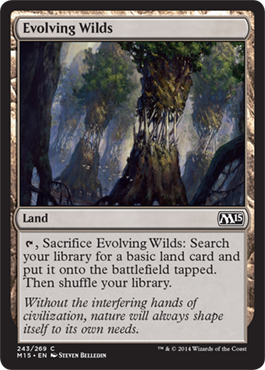 Evolving Wilds
Land
M15
, Sacrifice Evolving Wilds: Search
your library for a basic land card and
put it onto the battlefield tapped.
Then shuffle your library.
Without the interfering hands of
civilization, nature will always shape
itself to its own needs.
243/269 C
M15 • EN Steven Belledin
™ & © 2014 Wizards of the Coast